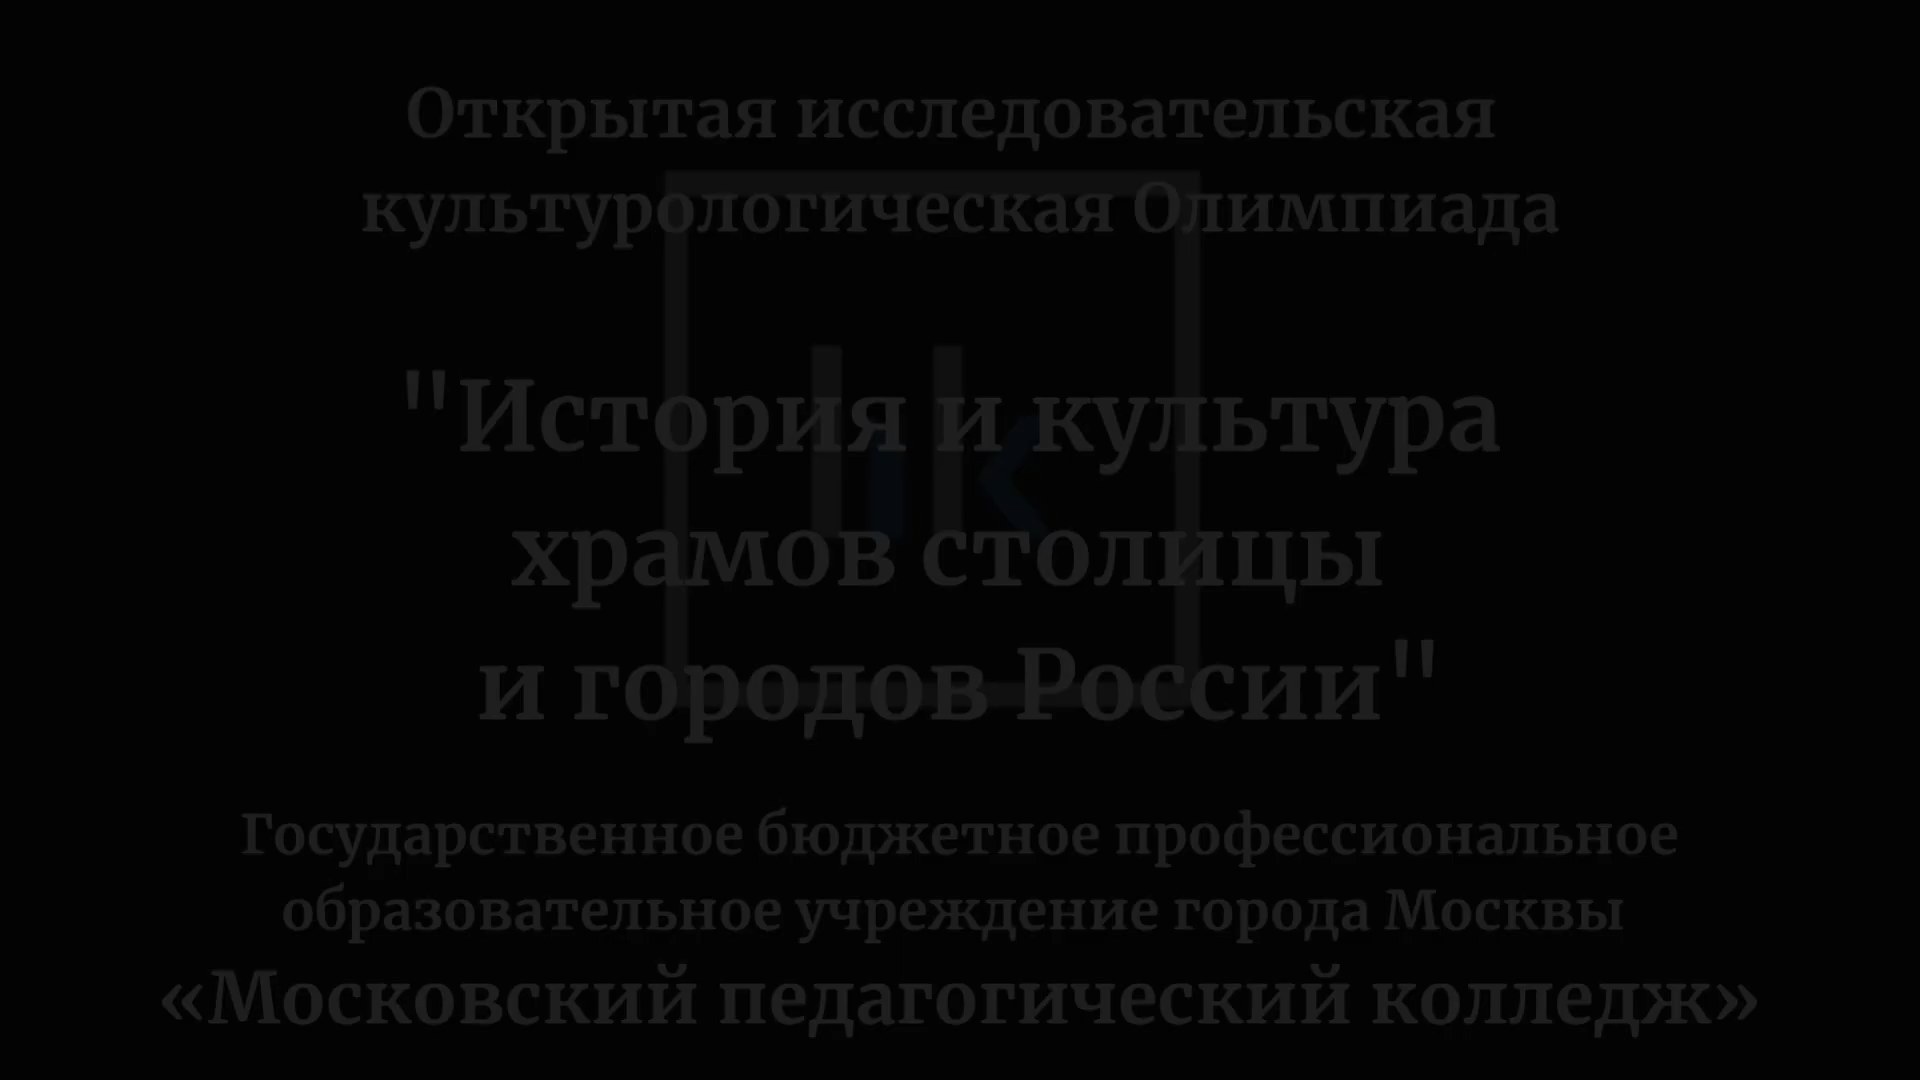 Открытая исследовательская
культурологическая Олимпиада
"История и культура
храмов столицы
и городов России"
Государственное бюджетное профессиональное
образовательное учреждение города Москвы
«Московский педагогический колледж»